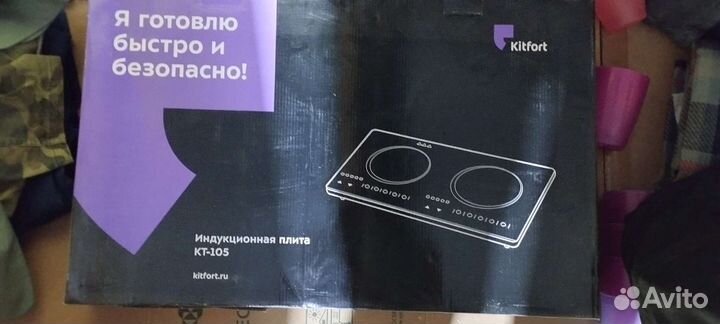 Я готовлю
быстро и
безопасно!
Kitfort
Индукционная плита
КТ-105
kitfort.ru
Avito